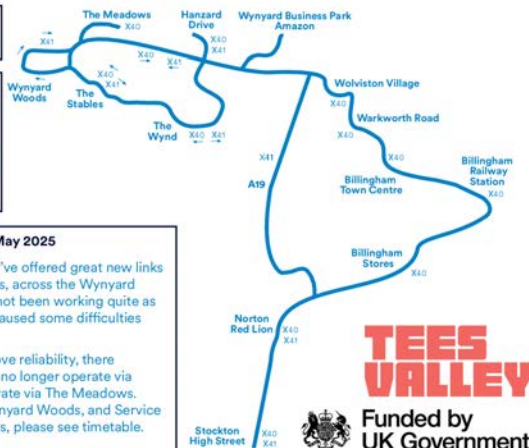 The Meadows
X40
Hanzard
Drive
X40
X41
Wynyard Business Park
Amazon
X41
X40
X41
Wynyard
Woods
X40
X41
The
Stables
The
Wynd
X40 X41
Wolviston Village
X40
Warkworth Road
X40
X40
Billingham
Town Centre
Billingham
Railway
Station
X40
X41
A19
Billingham
Stores
X40
Norton
Red Lion
X40
X41
Stockton
High Street
X40
X41
May 2025
've offered great new links
s, across the Wynyard
not been working quite as
aused some difficulties
ove reliability, there
no longer operate via
rate via The Meadows.
nyard Woods, and Service
s, please see timetable.
TEES
VALLEY
Funded by
UK Government